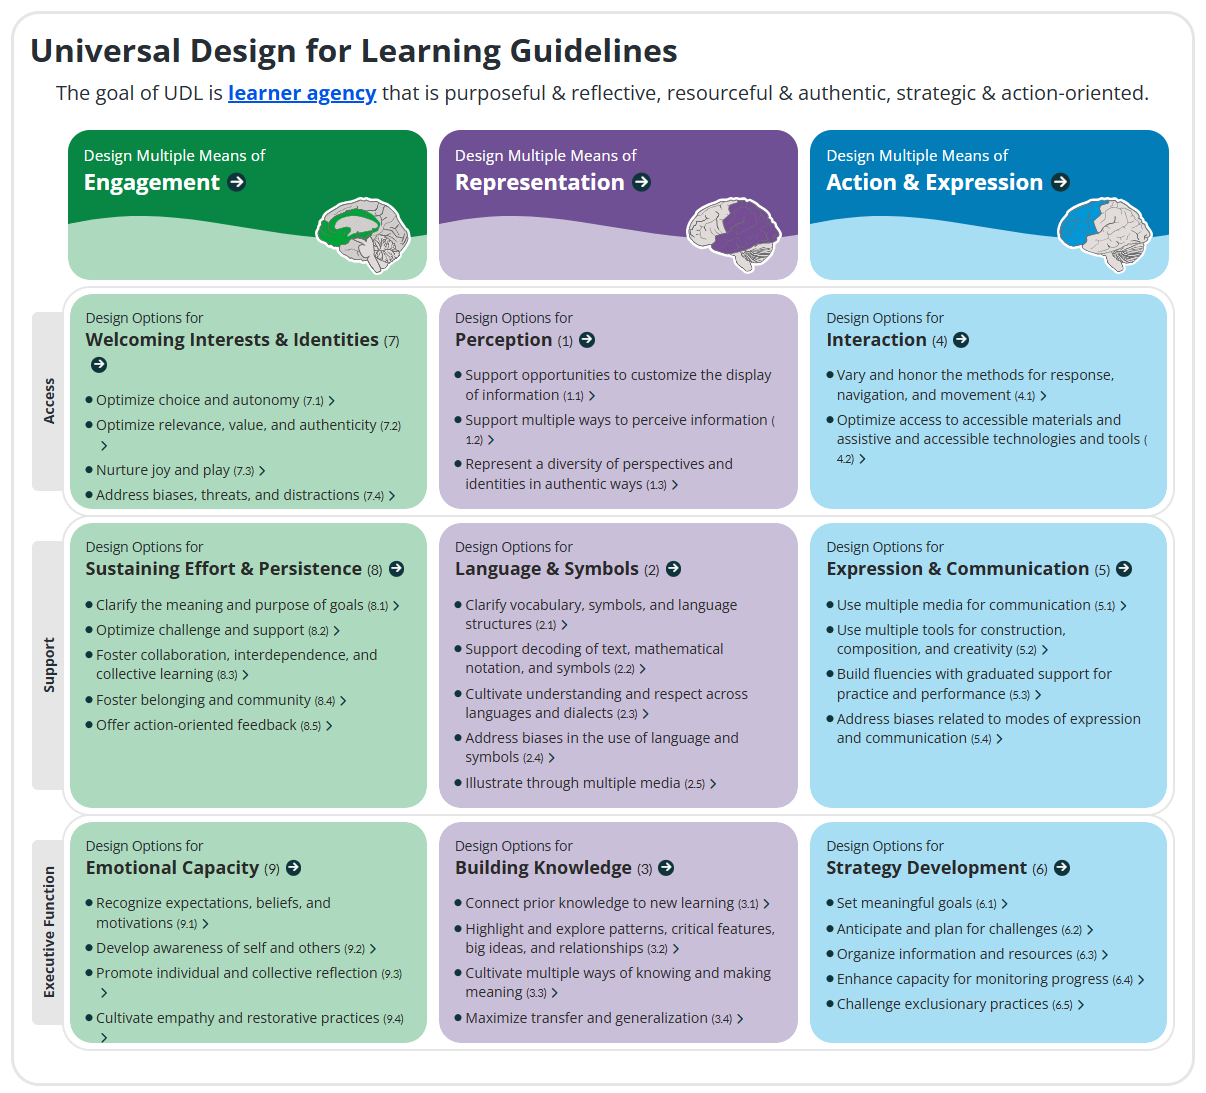 Universal Design for Learning Guidelines
The goal of UDL is learner agency that is purposeful & reflective, resourceful & authentic, strategic & action-oriented.
Design Multiple Means of
Engagement
Design Multiple Means of
Representation
Design Multiple Means of
Action & Expression
Access
Design Options for
Welcoming Interests & Identities (7)
Optimize choice and autonomy (7.1)
Optimize relevance, value, and authenticity (7.2)
Nurture joy and play (7.3)
Address biases, threats, and distractions (7.4)
Design Options for
Perception (1)
Support opportunities to customize the display
of information (1.1)
Support multiple ways to perceive information (
1.2)
Represent a diversity of perspectives and
identities in authentic ways (1.3)
Design Options for
Interaction (4)
Vary and honor the methods for response,
navigation, and movement (4.1)
Optimize access to accessible materials and
assistive and accessible technologies and tools (
4.2)
Support
Design Options for
Sustaining Effort & Persistence (8)
Clarify the meaning and purpose of goals (8.1)
Optimize challenge and support (8.2)
Foster collaboration, interdependence, and
collective learning (8.3)
Foster belonging and community (8.4)
Offer action-oriented feedback (8.5)
Design Options for
Language & Symbols (2)
Clarify vocabulary, symbols, and language
structures (2.1)
Support decoding of text, mathematical
notation, and symbols (2.2)
Cultivate understanding and respect across
languages and dialects (2.3)
Address biases in the use of language and
symbols (2.4)
Illustrate through multiple media (2.5)
Design Options for
Expression & Communication (5)
Use multiple media for communication (5.1)
Use multiple tools for construction,
composition, and creativity (5.2)
Build fluencies with graduated support for
practice and performance (5.3)
Address biases related to modes of expression
and communication (5.4)
Executive Function
Design Options for
Emotional Capacity (9)
Recognize expectations, beliefs, and
motivations (9.1)
Develop awareness of self and others (9.2)
Promote individual and collective reflection (9.3)
Cultivate empathy and restorative practices (9.4)
Design Options for
Building Knowledge (3)
Connect prior knowledge to new learning (3.1)
Highlight and explore patterns, critical features,
big ideas, and relationships (3.2)
Cultivate multiple ways of knowing and making
meaning (3.3)
Maximize transfer and generalization (3.4)
Design Options for
Strategy Development (6)
Set meaningful goals (6.1)
Anticipate and plan for challenges (6.2)
Organize information and resources (6.3)
Enhance capacity for monitoring progress (6.4)
Challenge exclusionary practices (6.5)